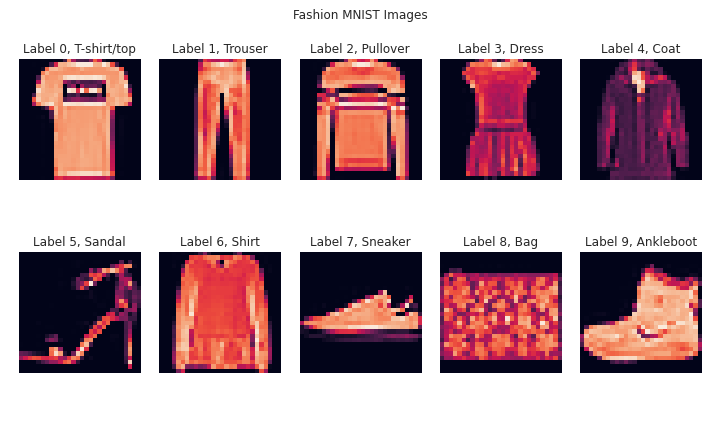 Fashion MNIST Images
Label 0, T-shirt/top
Label 1, Trouser
Label 2, Pullover
Label 3, Dress
Label 4, Coat
Label 5, Sandal
Label 6, Shirt
Label 7, Sneaker
Label 8, Bag
Label 9, Ankleboot